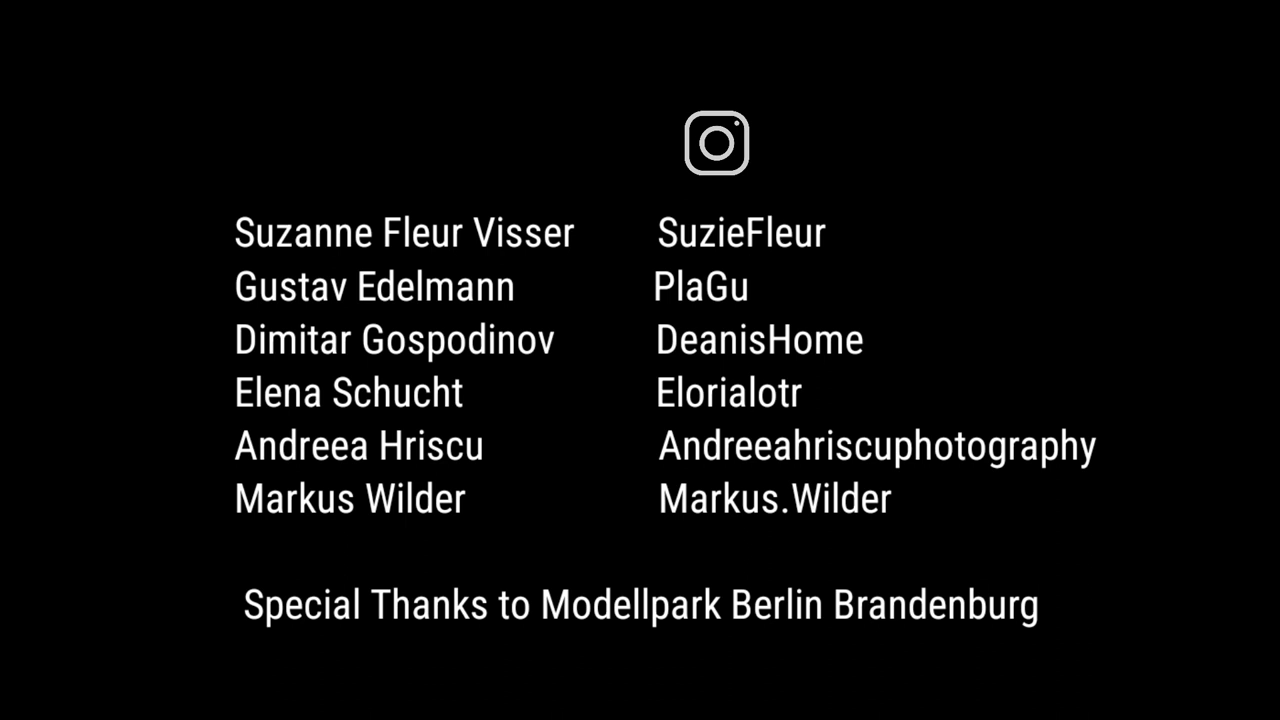 Suzanne Fleur Visser SuzieFleur
Gustav Edelmann PlaGu
Dimitar Gospodinov DeanisHome
Elena Schucht Elorialotr
Andreea Hriscu Andreeahriscuphotography
Markus Wilder Markus.Wilder
Special Thanks to Modellpark Berlin Brandenburg